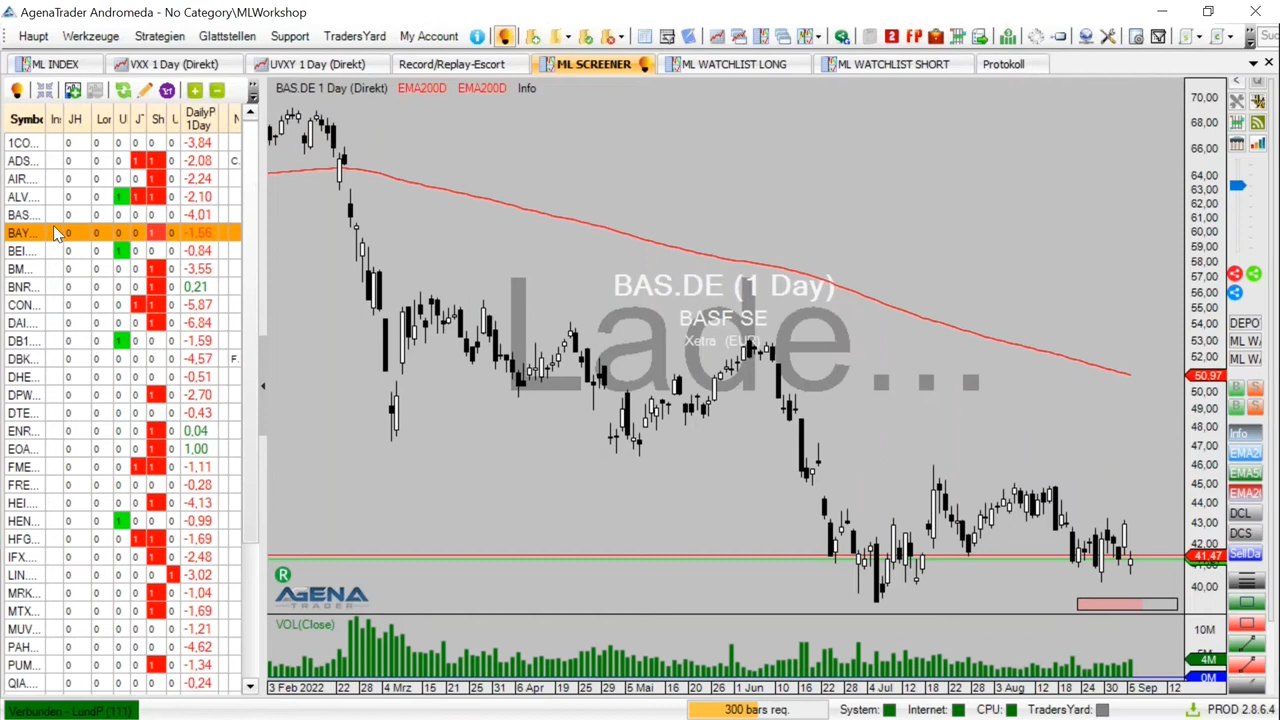 AgenaTrader Andromeda - No Category\MLWorkshop
Haupt Werkzeuge Strategien Glattstellen Support TradersYard My Account
ML INDEX VXX 1 Day (Direkt) UVXY 1 Day (Direkt) Record/Replay-Escort ML SCREENER ML WATCHLIST LONG ML WATCHLIST SHORT Protokoll
BAS.DE 1 Day (Direkt) EMA200D EMA200D Info
Symbo Ins JH Lor U J' Sh U DailyP 1Day N
1CO... 0 0 0 0 0 0 -3,84
ADS... 0 0 0 1 1 0 -2,08 C.
AIR.... 0 0 0 0 1 0 -2,24
ALV.... 0 0 1 1 1 0 -2,10
BAS.... 0 0 0 0 0 0 -4,01
BAY... 0 0 0 0 1 0 -1,56
BEI.... 0 0 1 0 0 0 -0,84
BM... 0 0 0 0 1 0 -3,55
BNR... 0 0 0 0 1 0 0,21
CON... 0 0 0 1 1 0 -5,87
DAI.... 0 0 0 0 1 0 -6,84
DB1... 0 0 1 0 0 0 -1,59
DBK... 0 0 0 0 0 0 -4,57 F.
DHE... 0 0 0 0 0 0 -0,51
DPW... 0 0 0 0 1 0 -2,70
DTE... 0 0 0 0 0 0 -0,43
ENR... 0 0 0 0 1 0 0,04
EOA... 0 0 0 0 1 0 1,00
FME... 0 0 0 1 1 0 -1,11
FRE... 0 0 0 0 0 0 -0,28
HEI.... 0 0 0 0 1 0 -4,13
HEN... 0 0 1 0 0 0 -0,99
HFG... 0 0 0 1 1 0 -1,69
IFX.... 0 0 0 0 1 0 -2,48
LIN.... 0 0 0 0 0 1 -3,02
MRK... 0 0 0 0 1 0 -1,04
MTX... 0 0 0 0 1 0 -1,69
MUV... 0 0 0 0 0 0 -1,21
PAH... 0 0 0 0 0 0 -4,62
PUM... 0 0 0 0 1 0 -1,34
QIA.... 0 0 0 0 0 0 -0,24
BAS.DE (1 Day)
BASF SE
Xetra (EUR)
Lade...
R
AGENA
TRADER
VOL(Close)
70,00
68,00
66,00
64,00
63,00
62,00
61,00
60,00
59,00
58,00
57,00
56,00
55,00
54,00
53,00
52,00
50,97
50,00
49,00
48,00
47,00
46,00
45,00
44,00
43,00
42,00
41,47
40,00
10M
4M
0M
3 Feb 2022 22 28 4 Mrz 15 21 28 6 Apr 19 25 29 5 Mai 16 20 26 1 Jun 10 16 22 28 4 Jul 12 18 22 28 3 Aug 12 18 24 30 5 Sep 12
DEPO
ML W
ML W
B S
B S
Info
EMA2
EMA5
EMA2
DCL
DCS
SellDa
Verbunden - LundP (111) 300 bars req. System: Internet: CPU: TradersYard: PROD 2.8.6.4